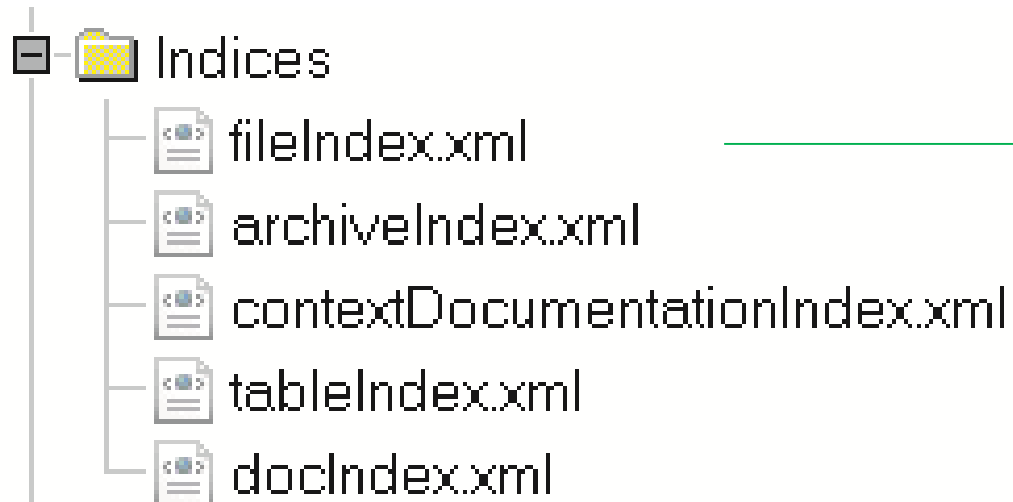 Indices
fileIndex.xml
archiveIndex.xml
contextDocumentationIndex.xml
tableIndex.xml
docIndex.xml